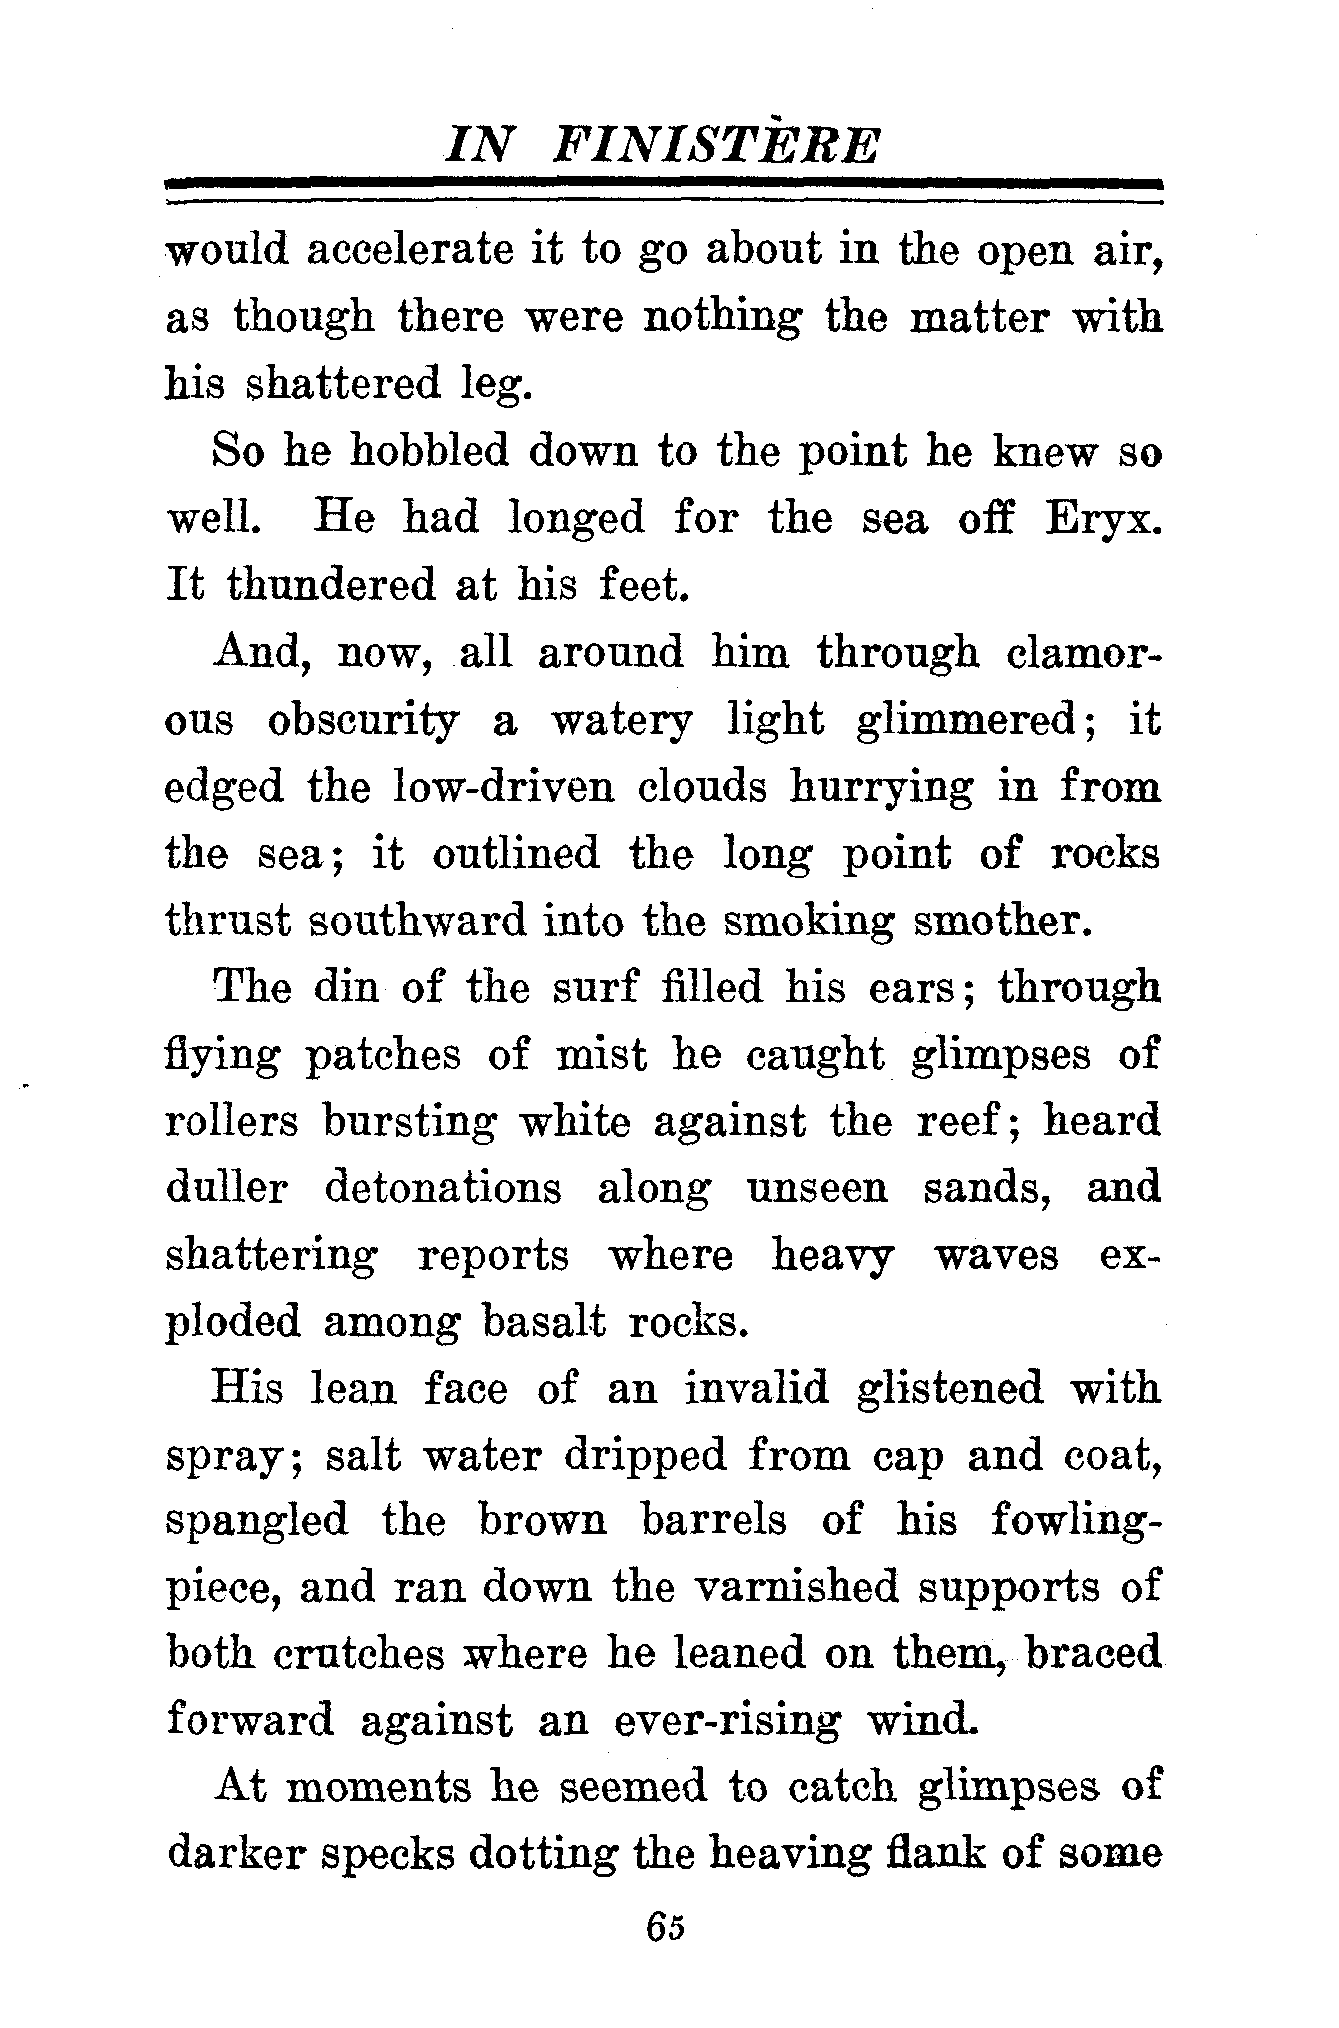 IN FINISTÈRE
would accelerate it to go about in the open air,
as though there were nothing the matter with
his shattered leg.
So he hobbled down to the point he knew so
well. He had longed for the sea off Eryx.
It thundered at his feet.
And, now, all around him through clamor-
ous obscurity a watery light glimmered; it
edged the low-driven clouds hurrying in from
the sea; it outlined the long point of rocks
thrust southward into the smoking smother.
The din of the surf filled his ears; through
flying patches of mist he caught glimpses of
rollers bursting white against the reef; heard
duller detonations along unseen sands, and
shattering reports where heavy waves ex-
ploded among basalt rocks.
His lean face of an invalid glistened with
spray; salt water dripped from cap and coat,
spangled the brown barrels of his fowling-
piece, and ran down the varnished supports of
both crutches where he leaned on them, braced
forward against an ever-rising wind.
At moments he seemed to catch glimpses of
darker specks dotting the heaving flank of some
65